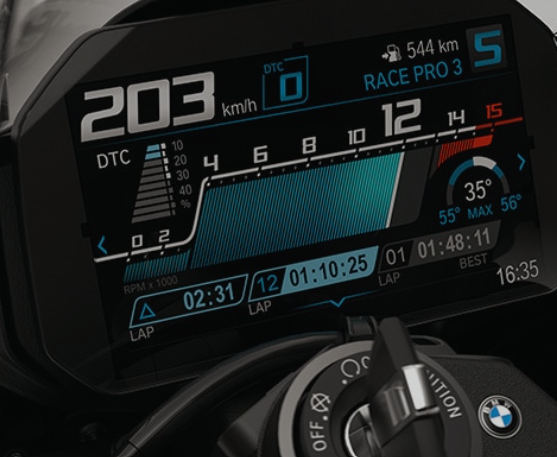 203 km/h
DTC
0
544 km
RACE PRO 3
5
DTC
10
20
30
40
%
0 2 4 6 8 10 12 14 15
35°
55° MAX 56°
RPM x 1000
02:31
LAP
12 01:10:25
LAP
01 01:48:11
LAP BEST
16:35
OFF
IGNITION
BMW